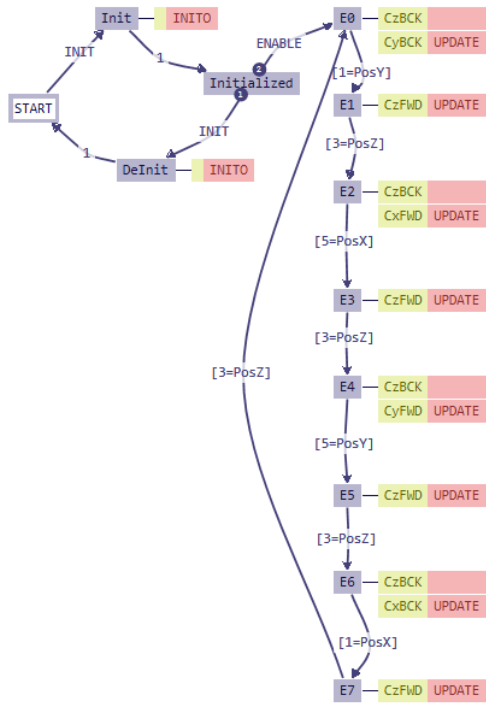 Init INITO
E0 CzBCK
CyBCK UPDATE
INIT
ENABLE
1
2
Initialized
1
[1=PosY]
START
E1 CzFWD UPDATE
INIT
[3=PosZ]
1
DeInit INITO
E2 CzBCK
CxFWD UPDATE
[5=PosX]
E3 CzFWD UPDATE
[3=PosZ]
[3=PosZ]
E4 CzBCK
CyFWD UPDATE
[5=PosY]
E5 CzFWD UPDATE
[3=PosZ]
E6 CzBCK
CxBCK UPDATE
[1=PosX]
E7 CzFWD UPDATE